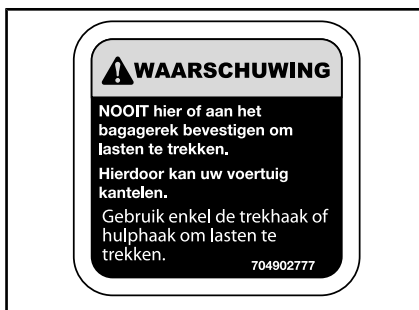 WAARSCHUWING
NOOIT hier of aan het
bagagerek bevestigen om
lasten te trekken.
Hierdoor kan uw voertuig
kantelen.
Gebruik enkel de trekhaak of
hulphaak om lasten te
trekken.
704902777